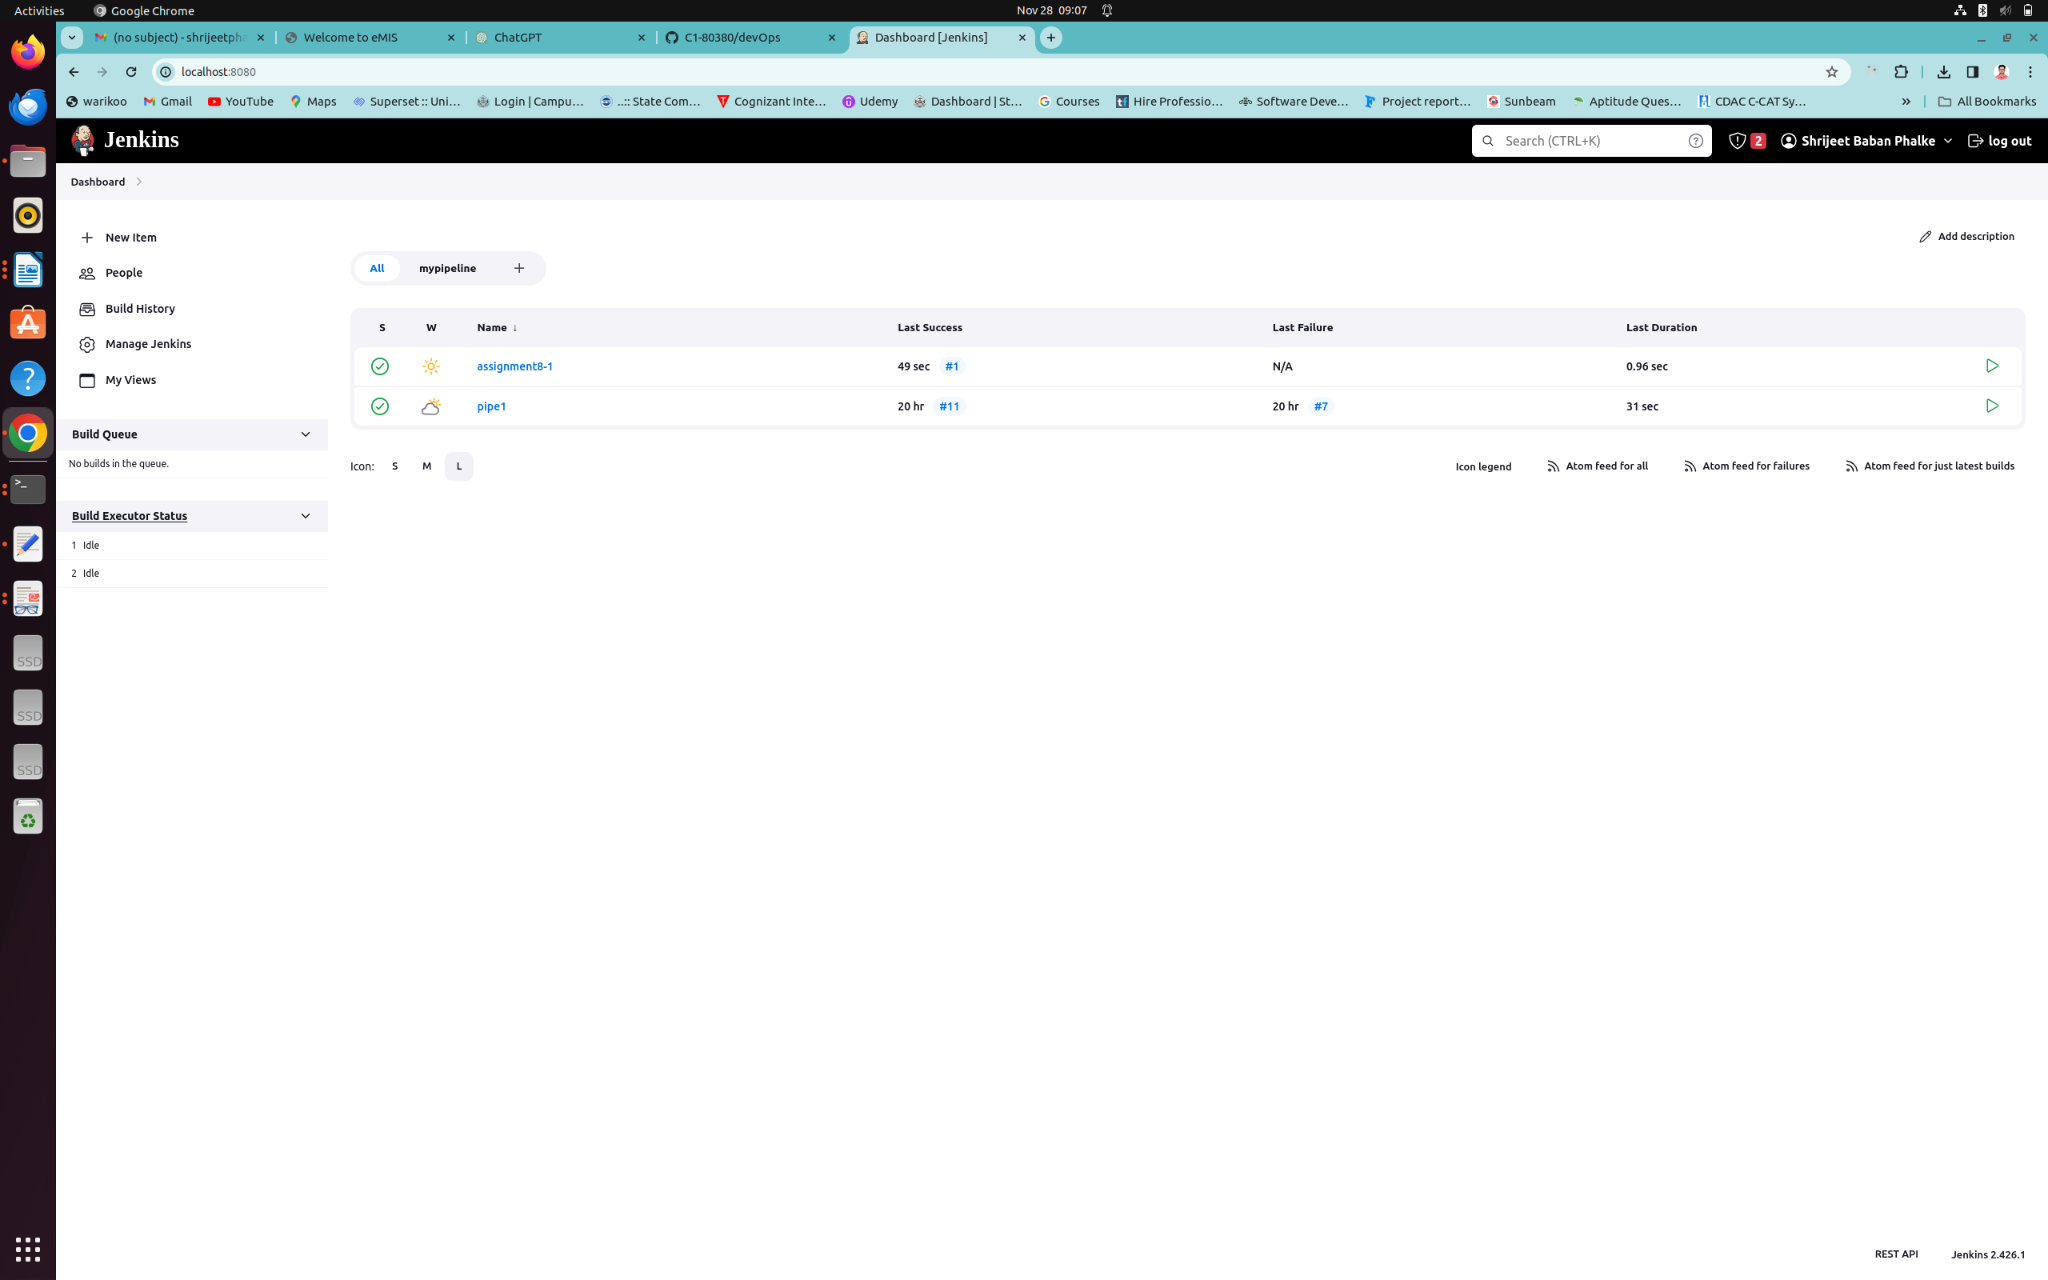 Activities Google Chrome Nov 28 09:07
(no subject) - shrijeetpha Welcome to eMIS ChatGPT C1-80380/devOps Dashboard [Jenkins]
localhost:8080
warikoo Gmail YouTube Maps Superset :: Uni... Login | Campu... ..:: State Com... Cognizant Inte... Udemy Dashboard | St... Courses Hire Professio... Software Deve... Project report... Sunbeam Aptitude Ques... CDAC C-CAT Sy... » All Bookmarks
Jenkins Search (CTRL+K) 2 Shrijeet Baban Phalke log out
Dashboard
New Item
Add description
People
All mypipeline +
Build History
Manage Jenkins
My Views
S W Name ↓ Last Success Last Failure Last Duration
assignment8-1 49 sec #1 N/A 0.96 sec
pipe1 20 hr #11 20 hr #7 31 sec
Build Queue
No builds in the queue.
Icon: S M L Icon legend Atom feed for all Atom feed for failures Atom feed for just latest builds
Build Executor Status
1 Idle
2 Idle
SSD
SSD
SSD
REST API Jenkins 2.426.1